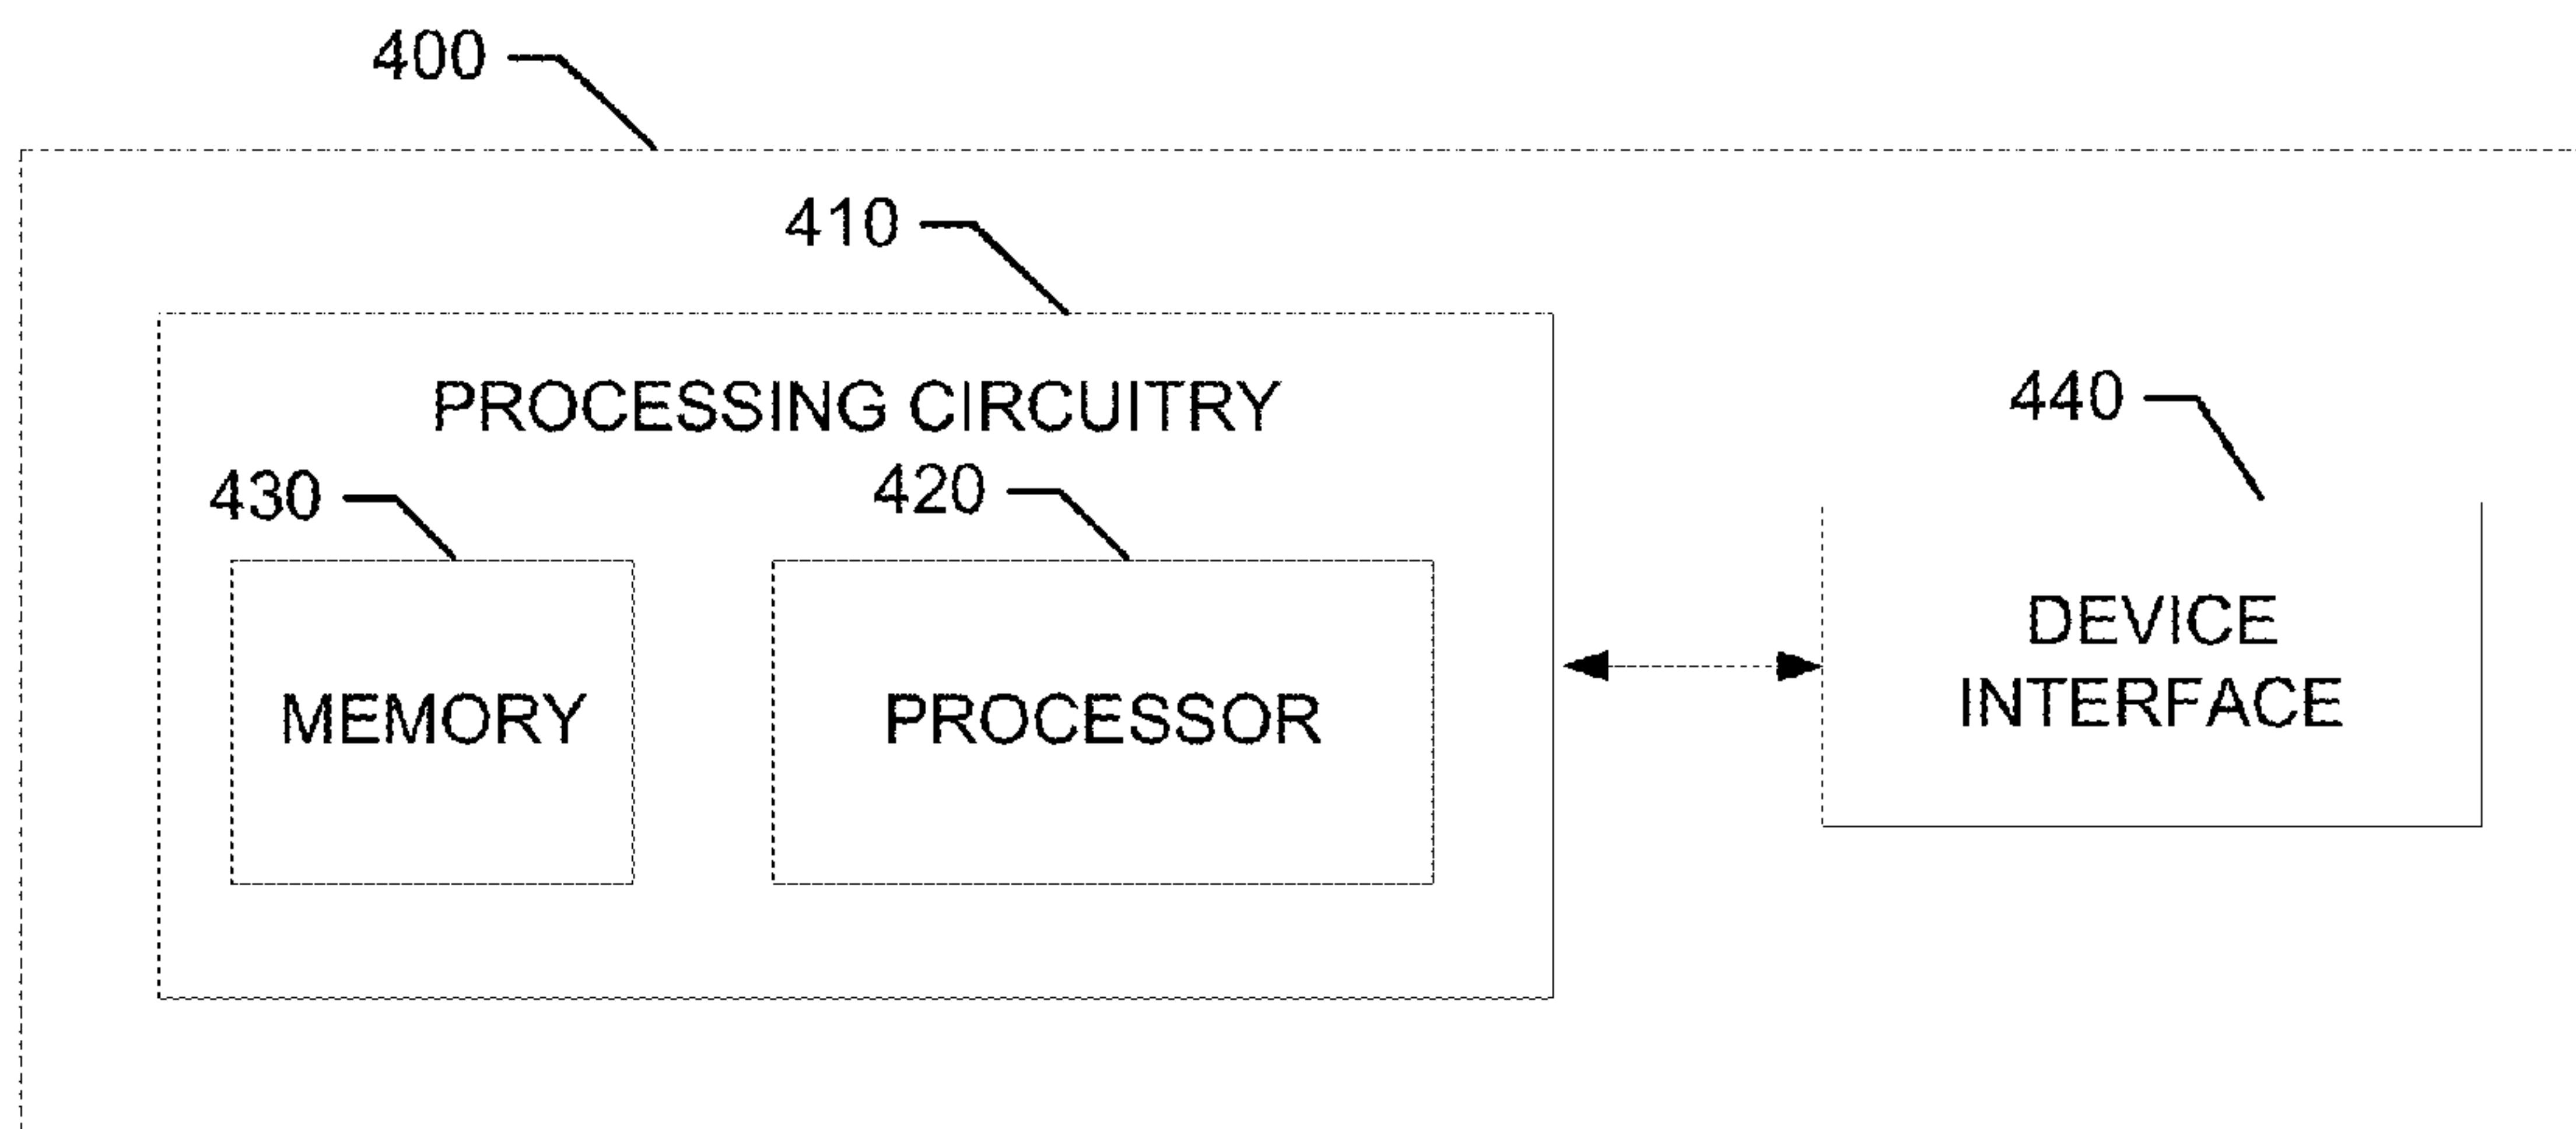 400
410
PROCESSING CIRCUITRY
440
430
420
DEVICE
INTERFACE
MEMORY
PROCESSOR